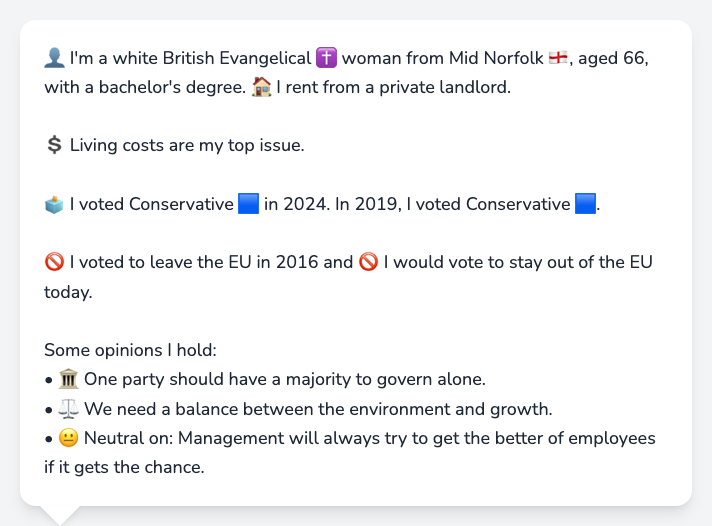 👤 I'm a white British Evangelical ✝️ woman from Mid Norfolk 🏴󠁧󠁢󠁥󠁮󠁧󠁿, aged 66,
with a bachelor's degree. 🏠 I rent from a private landlord.
💲 Living costs are my top issue.
🗳️ I voted Conservative 🟦 in 2024. In 2019, I voted Conservative 🟦.
🚫 I voted to leave the EU in 2016 and 🚫 I would vote to stay out of the EU
today.
Some opinions I hold:
• 🏛️ One party should have a majority to govern alone.
• ⚖️ We need a balance between the environment and growth.
• 😐 Neutral on: Management will always try to get the better of employees
if it gets the chance.